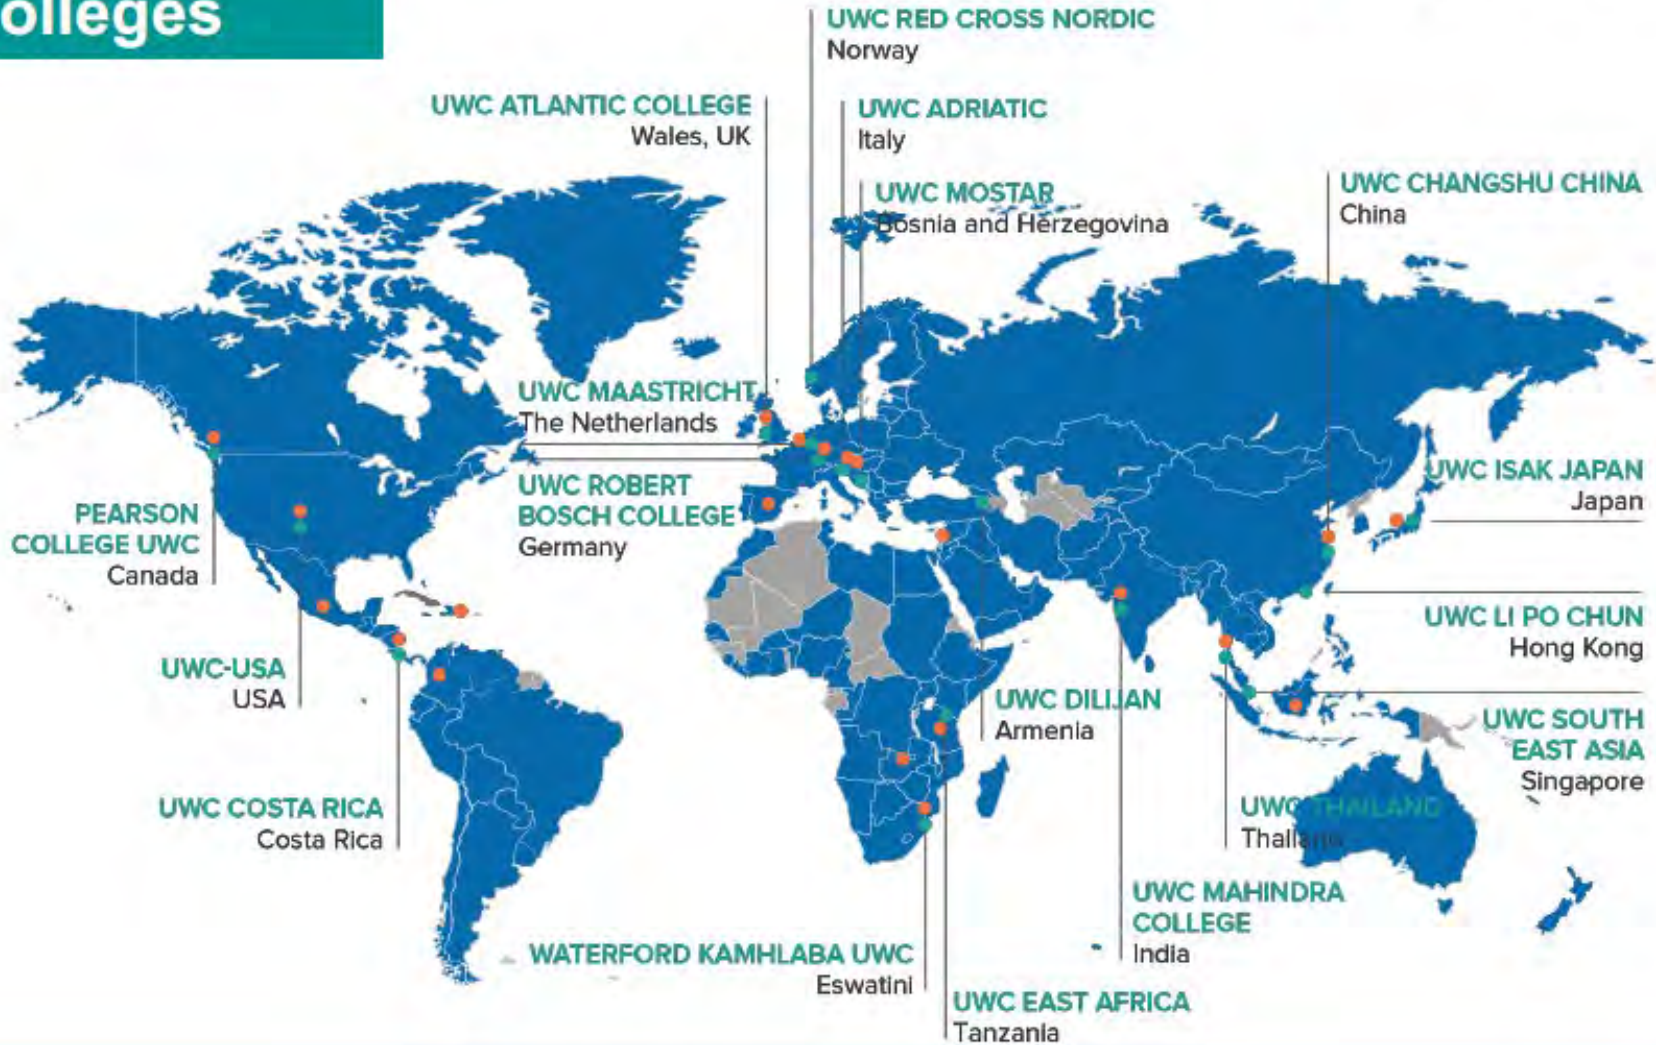 olleges
UWC RED CROSS NORDIC
Norway
UWC ATLANTIC COLLEGE
Wales, UK
UWC ADRIATIC
Italy
UWC MOSTAR
Bosnia and Herzegovina
UWC CHANGSHU CHINA
China
UWC MAASTRICHT
The Netherlands
UWC ROBERT
BOSCH COLLEGE
Germany
UWC ISAK JAPAN
Japan
PEARSON
COLLEGE UWC
Canada
UWC LI PO CHUN
Hong Kong
UWC-USA
USA
UWC DILIJAN
Armenia
UWC SOUTH
EAST ASIA
Singapore
UWC COSTA RICA
Costa Rica
UWC THAILAND
Thailand
UWC MAHINDRA
COLLEGE
India
WATERFORD KAMHLABA UWC
Eswatini
UWC EAST AFRICA
Tanzania